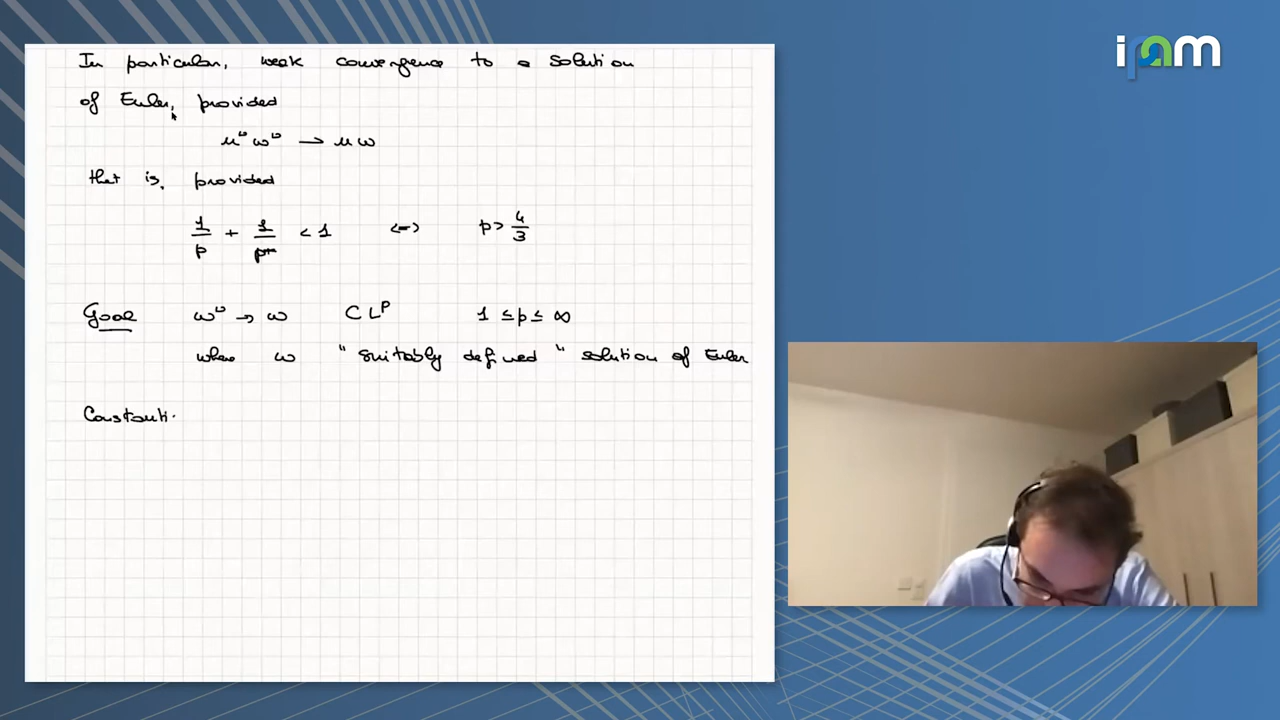 In particular, weak convergence to a solution
of Euler, provided
u^ν ω^ν → u ω
that is, provided
1/p + 1/p* < 1 <=> p > 4/3
Goal ω^ν → ω C L^p 1 ≤ p ≤ ∞
where ω "suitably defined" solution of Euler
Constanti
ipam